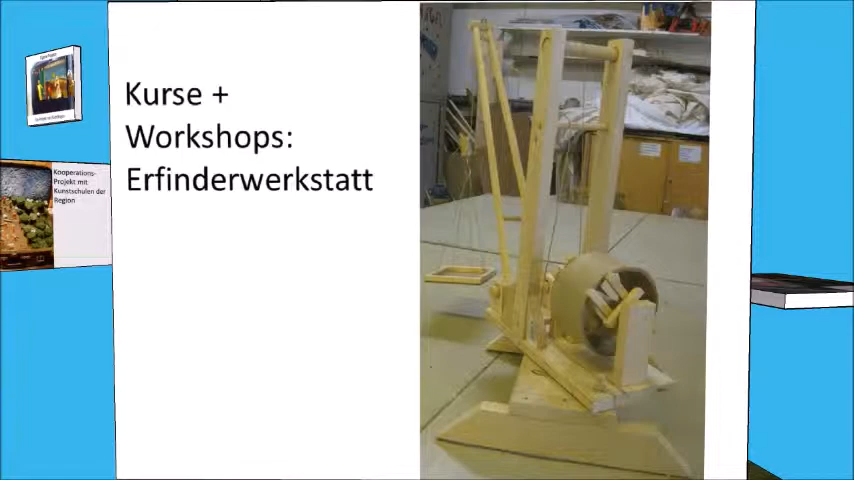 Kurse +
Workshops:
Erfinderwerkstatt
Kooperations-
Projekt mit
Kunstschulen der
Region